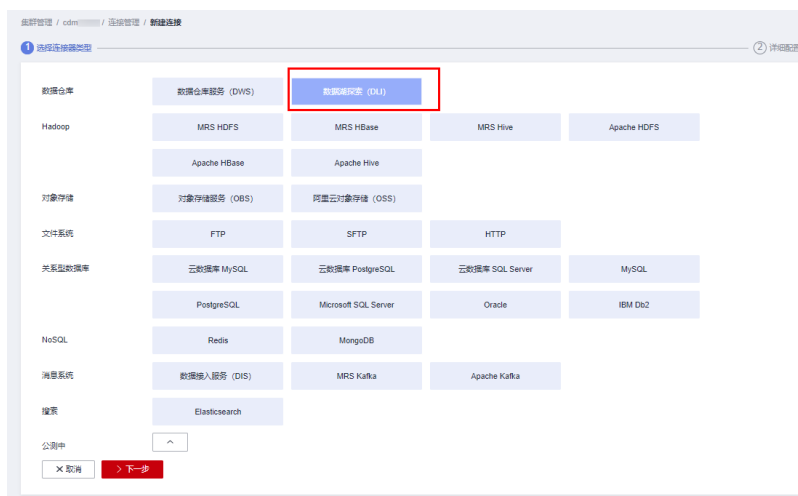 集群管理 / cdm / 连接管理 / 新建连接
1 选择连接器类型 2 详细配
数据仓库 数据仓库服务（DWS） 数据湖探索（DLI）
Hadoop MRS HDFS MRS HBase MRS Hive Apache HDFS
Apache HBase Apache Hive
对象存储 对象存储服务（OBS） 阿里云对象存储（OSS）
文件系统 FTP SFTP HTTP
关系型数据库 云数据库 MySQL 云数据库 PostgreSQL 云数据库 SQL Server MySQL
PostgreSQL Microsoft SQL Server Oracle IBM Db2
NoSQL Redis MongoDB
消息系统 数据接入服务（DIS） MRS Kafka Apache Kafka
搜索 Elasticsearch
公测中
取消 下一步